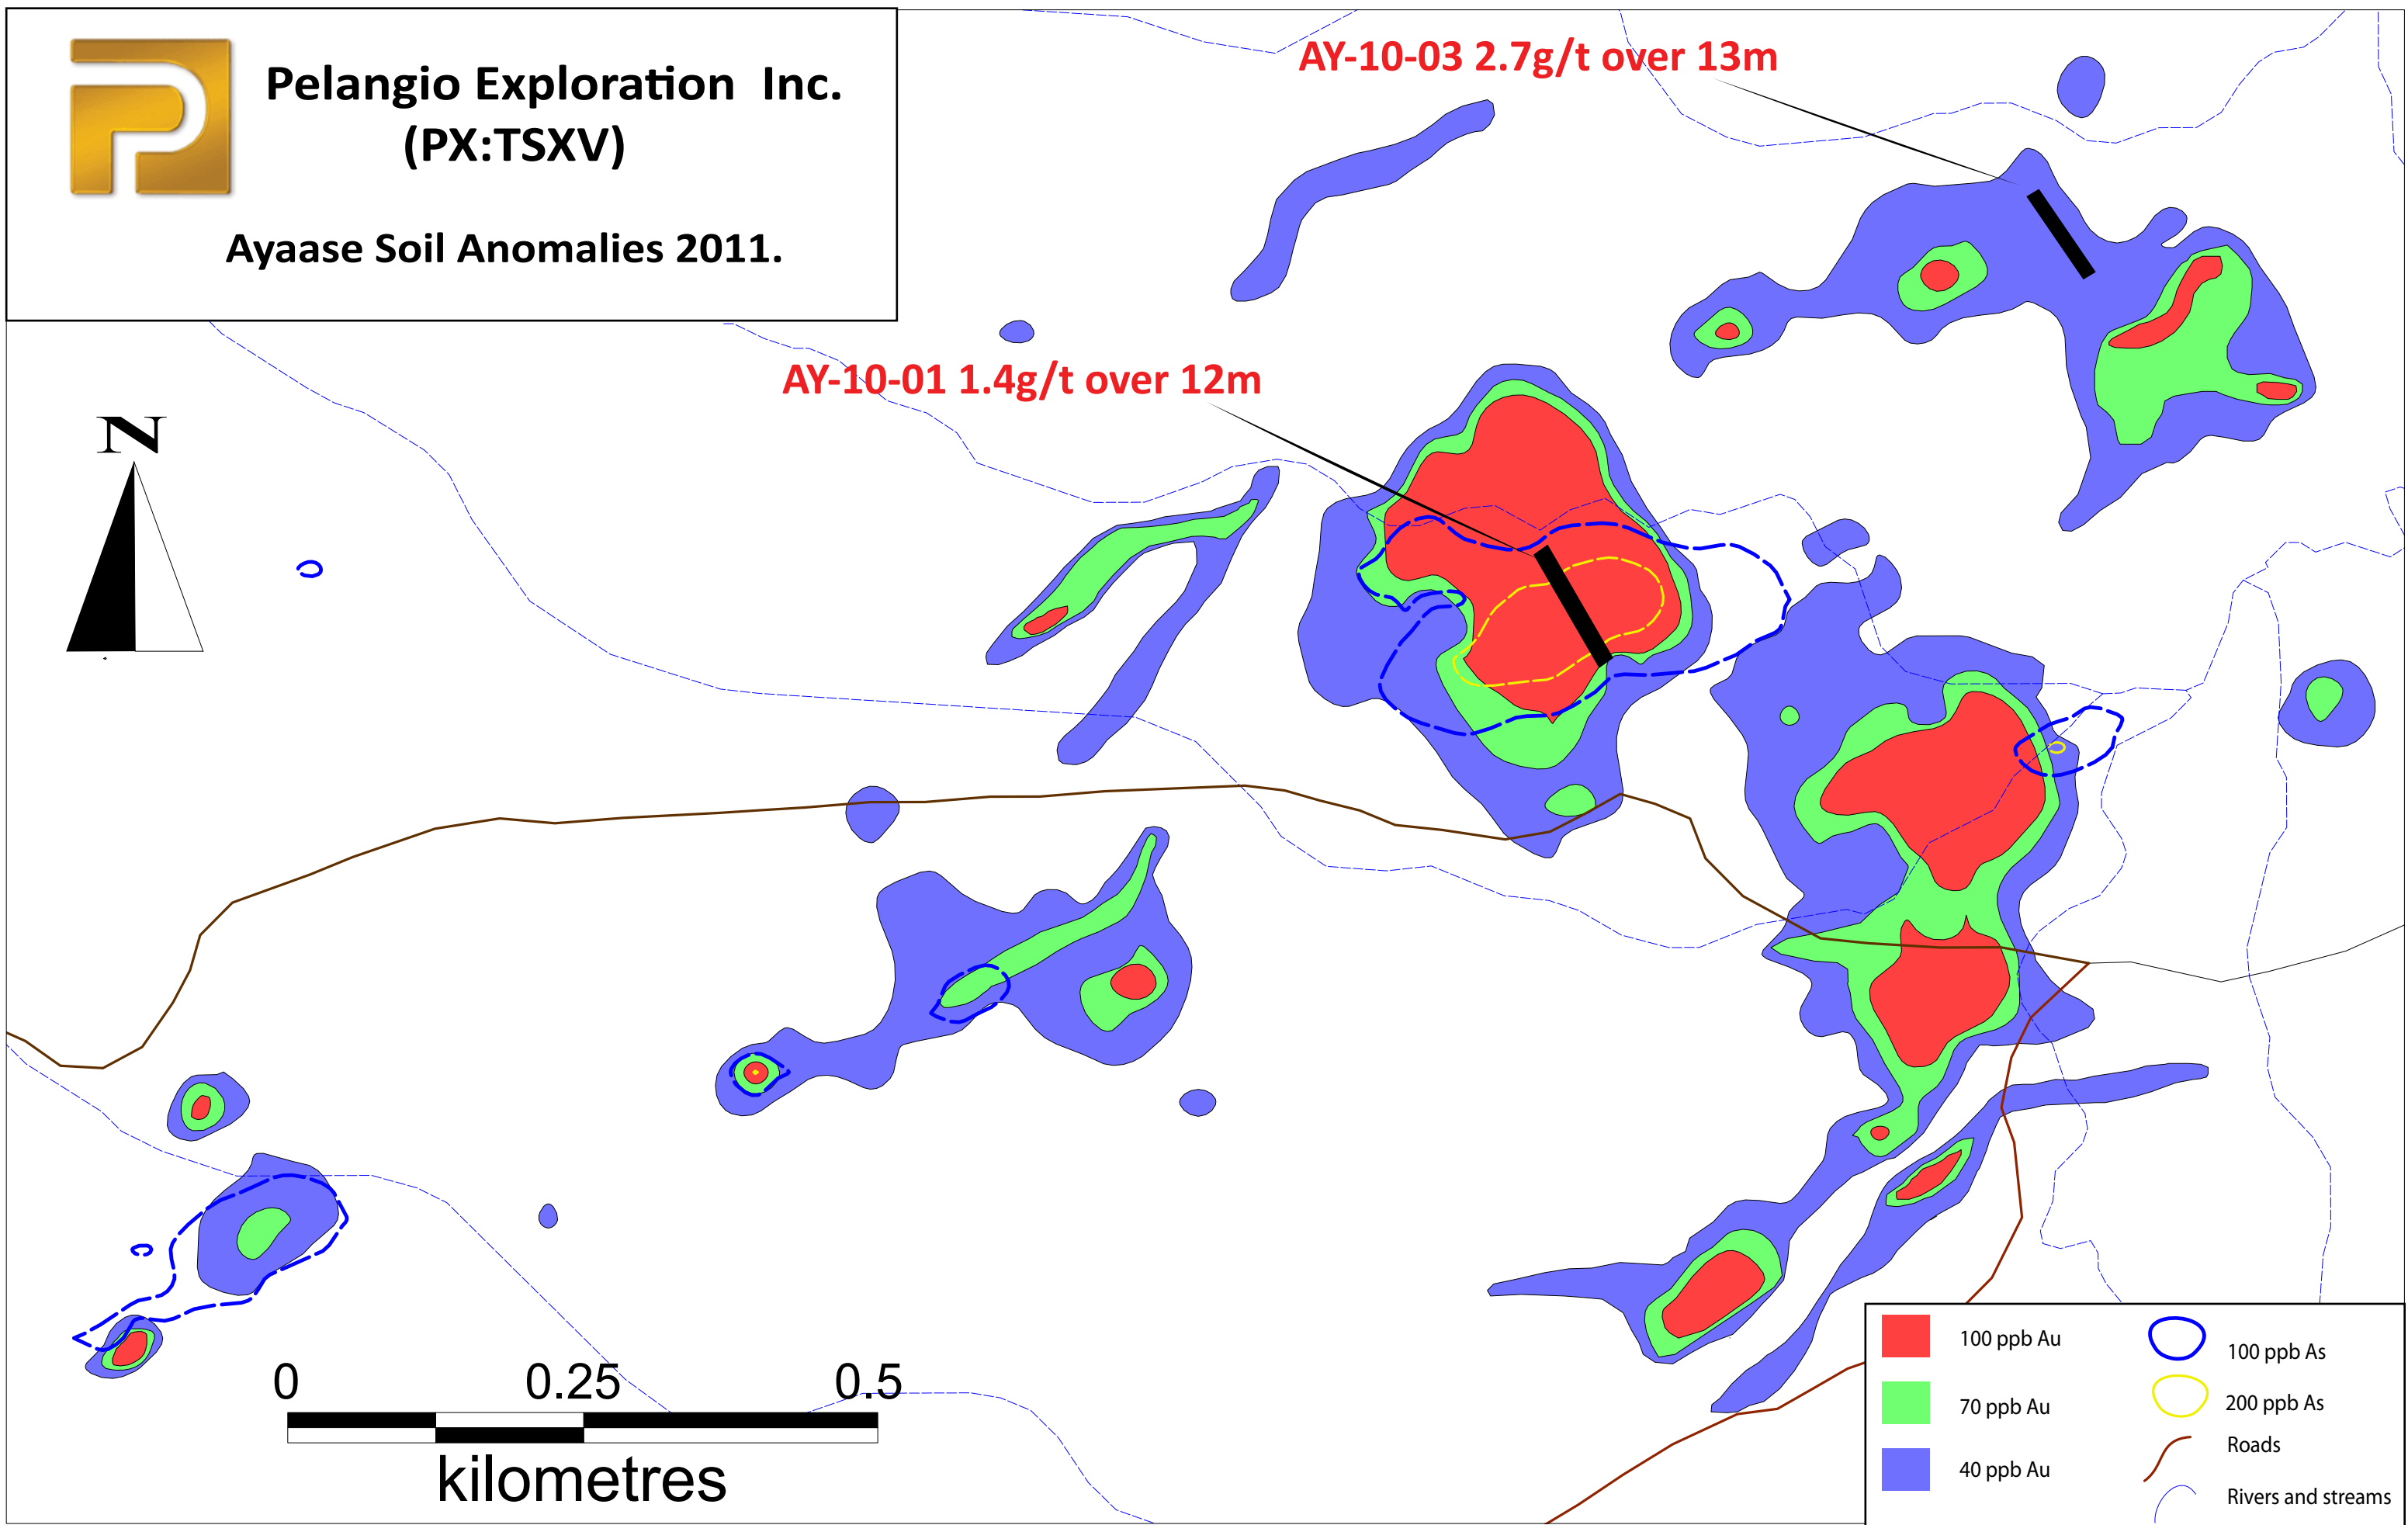 Pelangio Exploration Inc.
(PX:TSXV)
Ayaase Soil Anomalies 2011.
AY-10-03 2.7g/t over 13m
AY-10-01 1.4g/t over 12m
N
0 0.25 0.5
kilometres
100 ppb Au
70 ppb Au
40 ppb Au
100 ppb As
200 ppb As
Roads
Rivers and streams